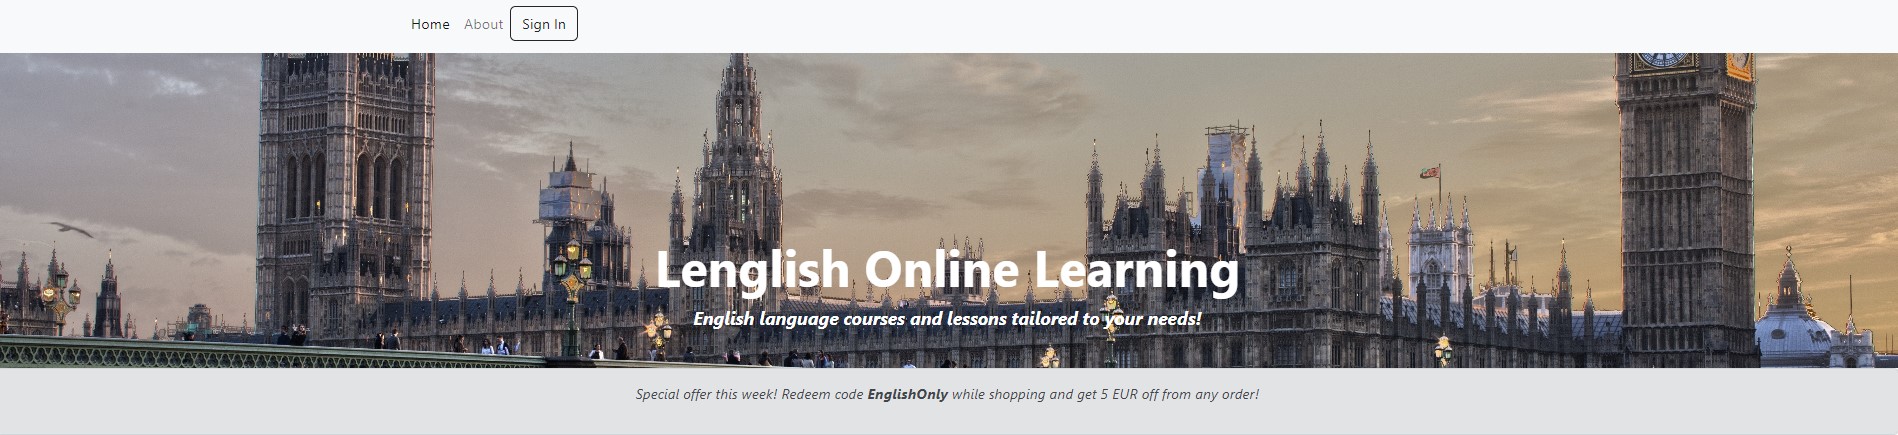 Home About Sign In
Lenglish Online Learning
English language courses and lessons tailored to your needs!
Special offer this week! Redeem code EnglishOnly while shopping and get 5 EUR off from any order!